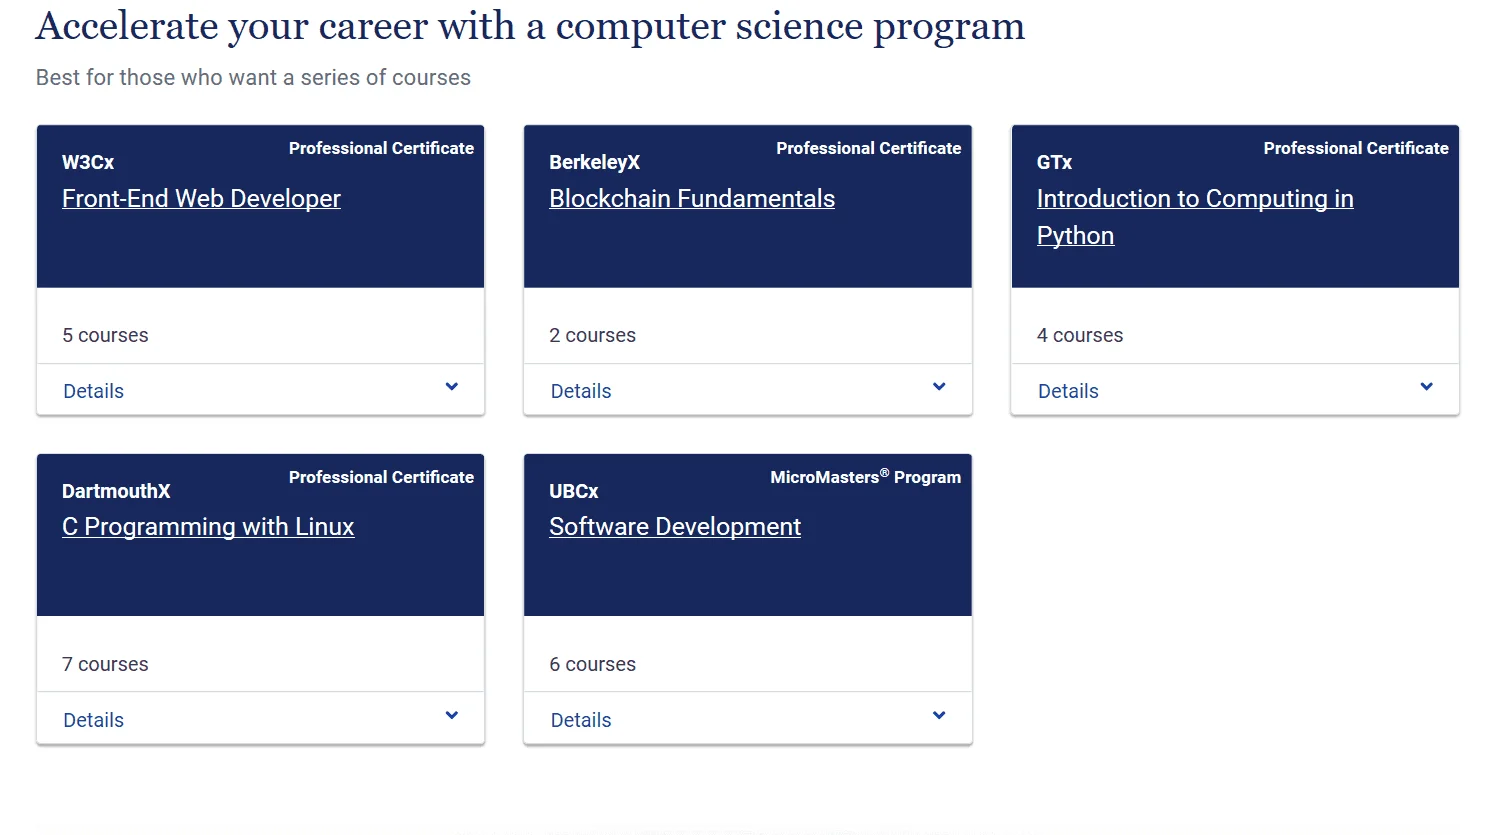 Accelerate your career with a computer science program
Best for those who want a series of courses
Professional Certificate
W3Cx
Front-End Web Developer
5 courses
Details
Professional Certificate
BerkeleyX
Blockchain Fundamentals
2 courses
Details
Professional Certificate
GTx
Introduction to Computing in
Python
4 courses
Details
Professional Certificate
DartmouthX
C Programming with Linux
7 courses
Details
MicroMasters® Program
UBCx
Software Development
6 courses
Details